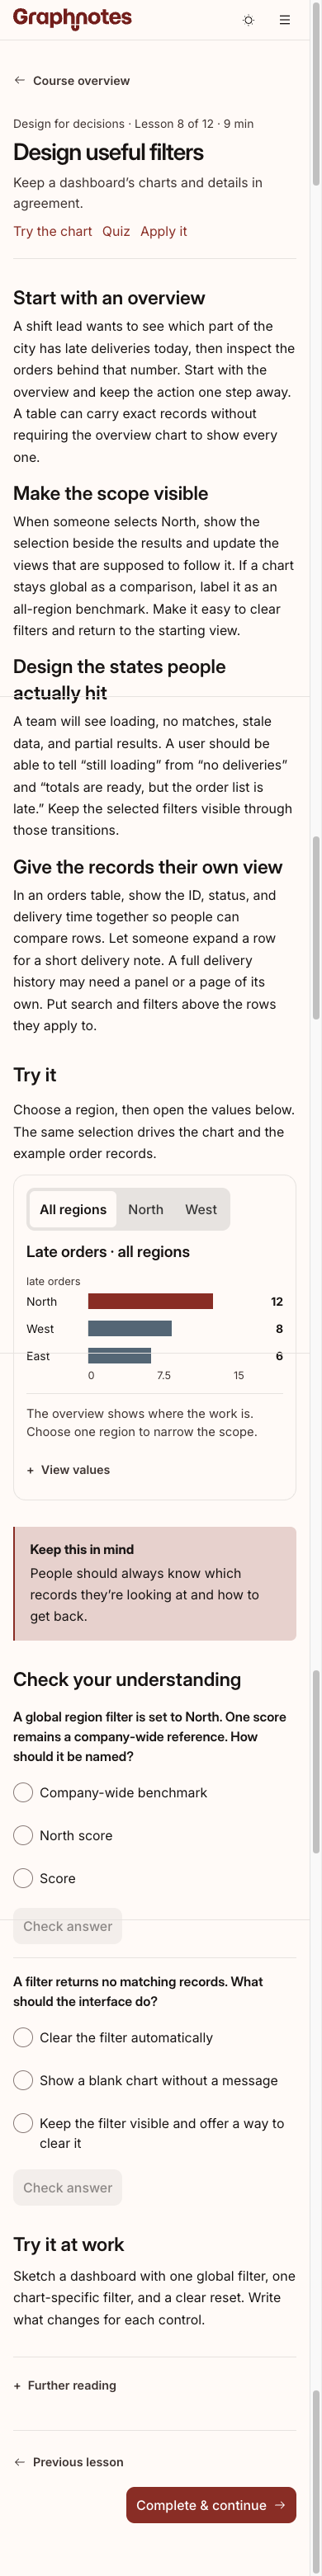 Graphnotes
← Course overview
Design for decisions · Lesson 8 of 12 · 9 min
Design useful filters
Keep a dashboard’s charts and details in
agreement.
Try the chart Quiz Apply it
Start with an overview
A shift lead wants to see which part of the
city has late deliveries today, then inspect the
orders behind that number. Start with the
overview and keep the action one step away.
A table can carry exact records without
requiring the overview chart to show every
one.
Make the scope visible
When someone selects North, show the
selection beside the results and update the
views that are supposed to follow it. If a chart
stays global as a comparison, label it as an
all-region benchmark. Make it easy to clear
filters and return to the starting view.
Design the states people
actually hit
A team will see loading, no matches, stale
data, and partial results. A user should be
able to tell “still loading” from “no deliveries”
and “totals are ready, but the order list is
late.” Keep the selected filters visible through
those transitions.
Give the records their own view
In an orders table, show the ID, status, and
delivery time together so people can
compare rows. Let someone expand a row
for a short delivery note. A full delivery
history may need a panel or a page of its
own. Put search and filters above the rows
they apply to.
Try it
Choose a region, then open the values below.
The same selection drives the chart and the
example order records.
All regions North West
Late orders · all regions
late orders
North 12
West 8
East 6
0 7.5 15
The overview shows where the work is.
Choose one region to narrow the scope.
+ View values
Keep this in mind
People should always know which
records they’re looking at and how to
get back.
Check your understanding
A global region filter is set to North. One score
remains a company-wide reference. How
should it be named?
Company-wide benchmark
North score
Score
Check answer
A filter returns no matching records. What
should the interface do?
Clear the filter automatically
Show a blank chart without a message
Keep the filter visible and offer a way to
clear it
Check answer
Try it at work
Sketch a dashboard with one global filter, one
chart-specific filter, and a clear reset. Write
what changes for each control.
+ Further reading
← Previous lesson
Complete & continue →